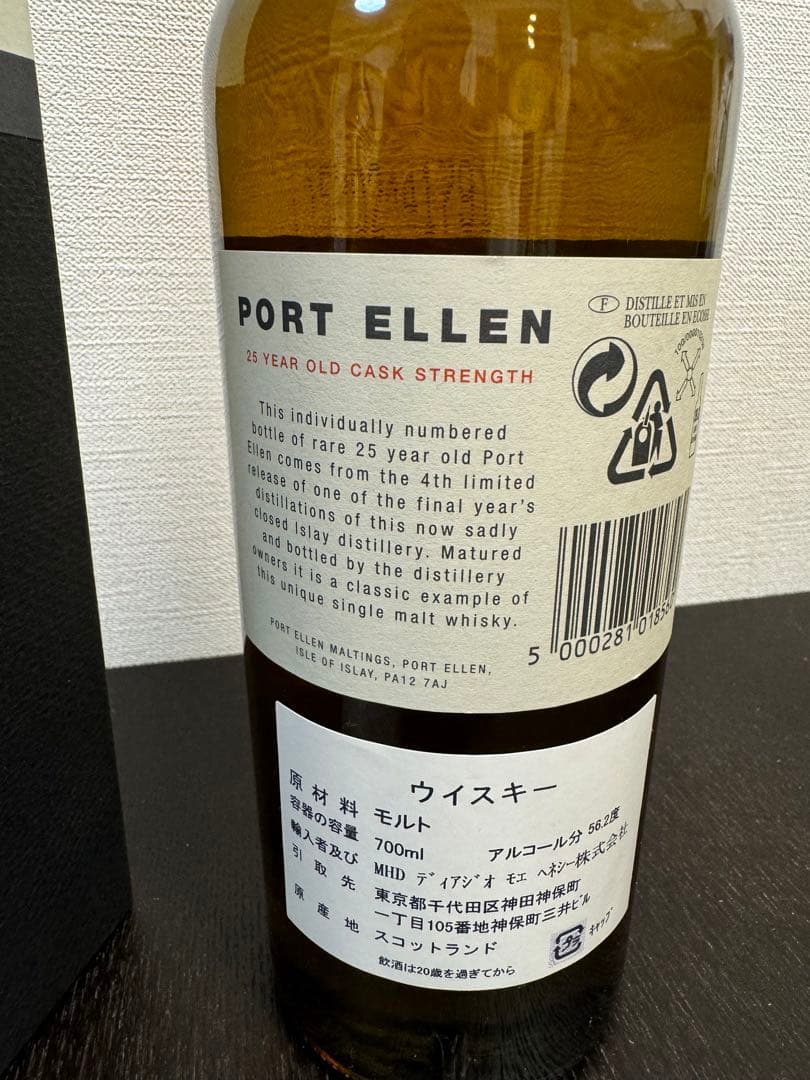 PORT ELLEN
25 YEAR OLD CASK STRENGTH
This individually numbered
bottle of rare 25 year old Port
Ellen comes from the 4th limited
release of one of the final year's
distillations of this now sadly
closed Islay distillery. Matured
and bottled by the distillery
owners it is a classic example of
this unique single malt whisky.
PORT ELLEN MALTINGS, PORT ELLEN,
ISLE OF ISLAY, PA12 7AJ
F DISTILLE ET MIS EN
BOUTEILLE EN ECOSSE
5 000281 01856
ウイスキー
原材料 モルト
容器の容量 700ml アルコール分 56.2度
輸入者及び MHD ディアジオ モエ ヘネシー株式会社
引取先 東京都千代田区神田神保町
一丁目105番地神保町三井ビル
原産地 スコットランド
プラ キャップ
飲酒は20歳を過ぎてから